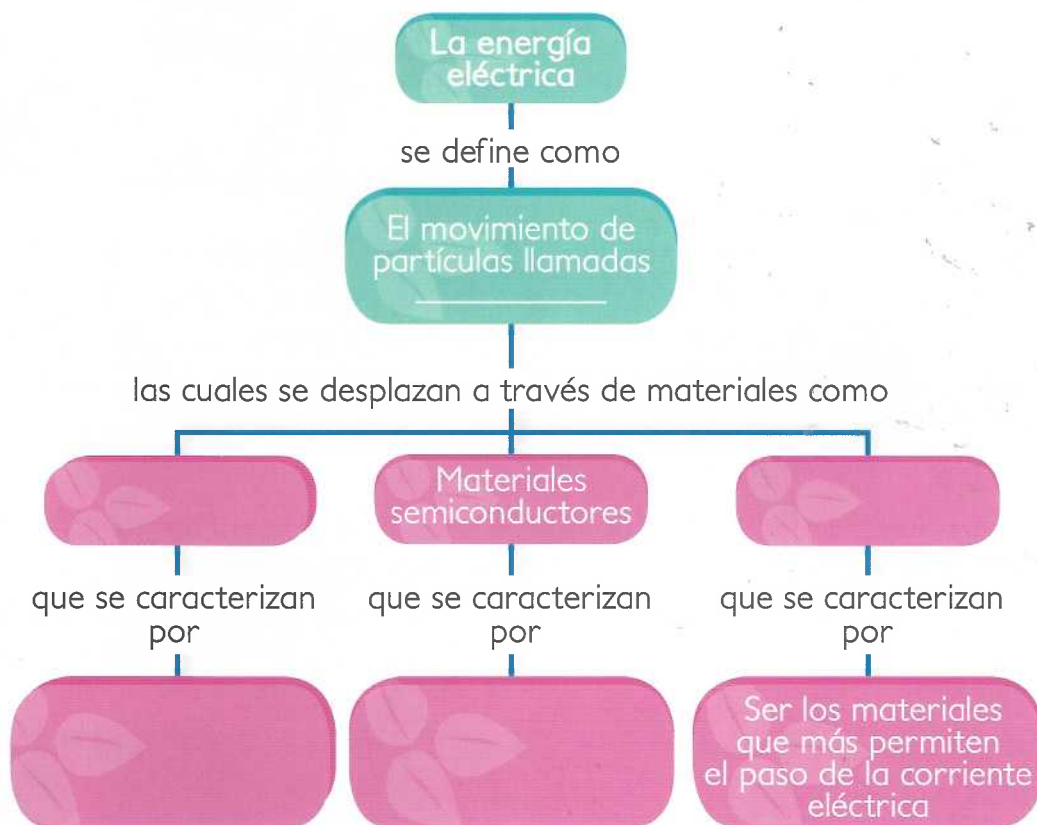 La energía
eléctrica
se define como
El movimiento de
partículas llamadas
las cuales se desplazan a través de materiales como
Materiales
semiconductores
que se caracterizan
por
que se caracterizan
por
que se caracterizan
por
Ser los materiales
que más permiten
el paso de la corriente
eléctrica